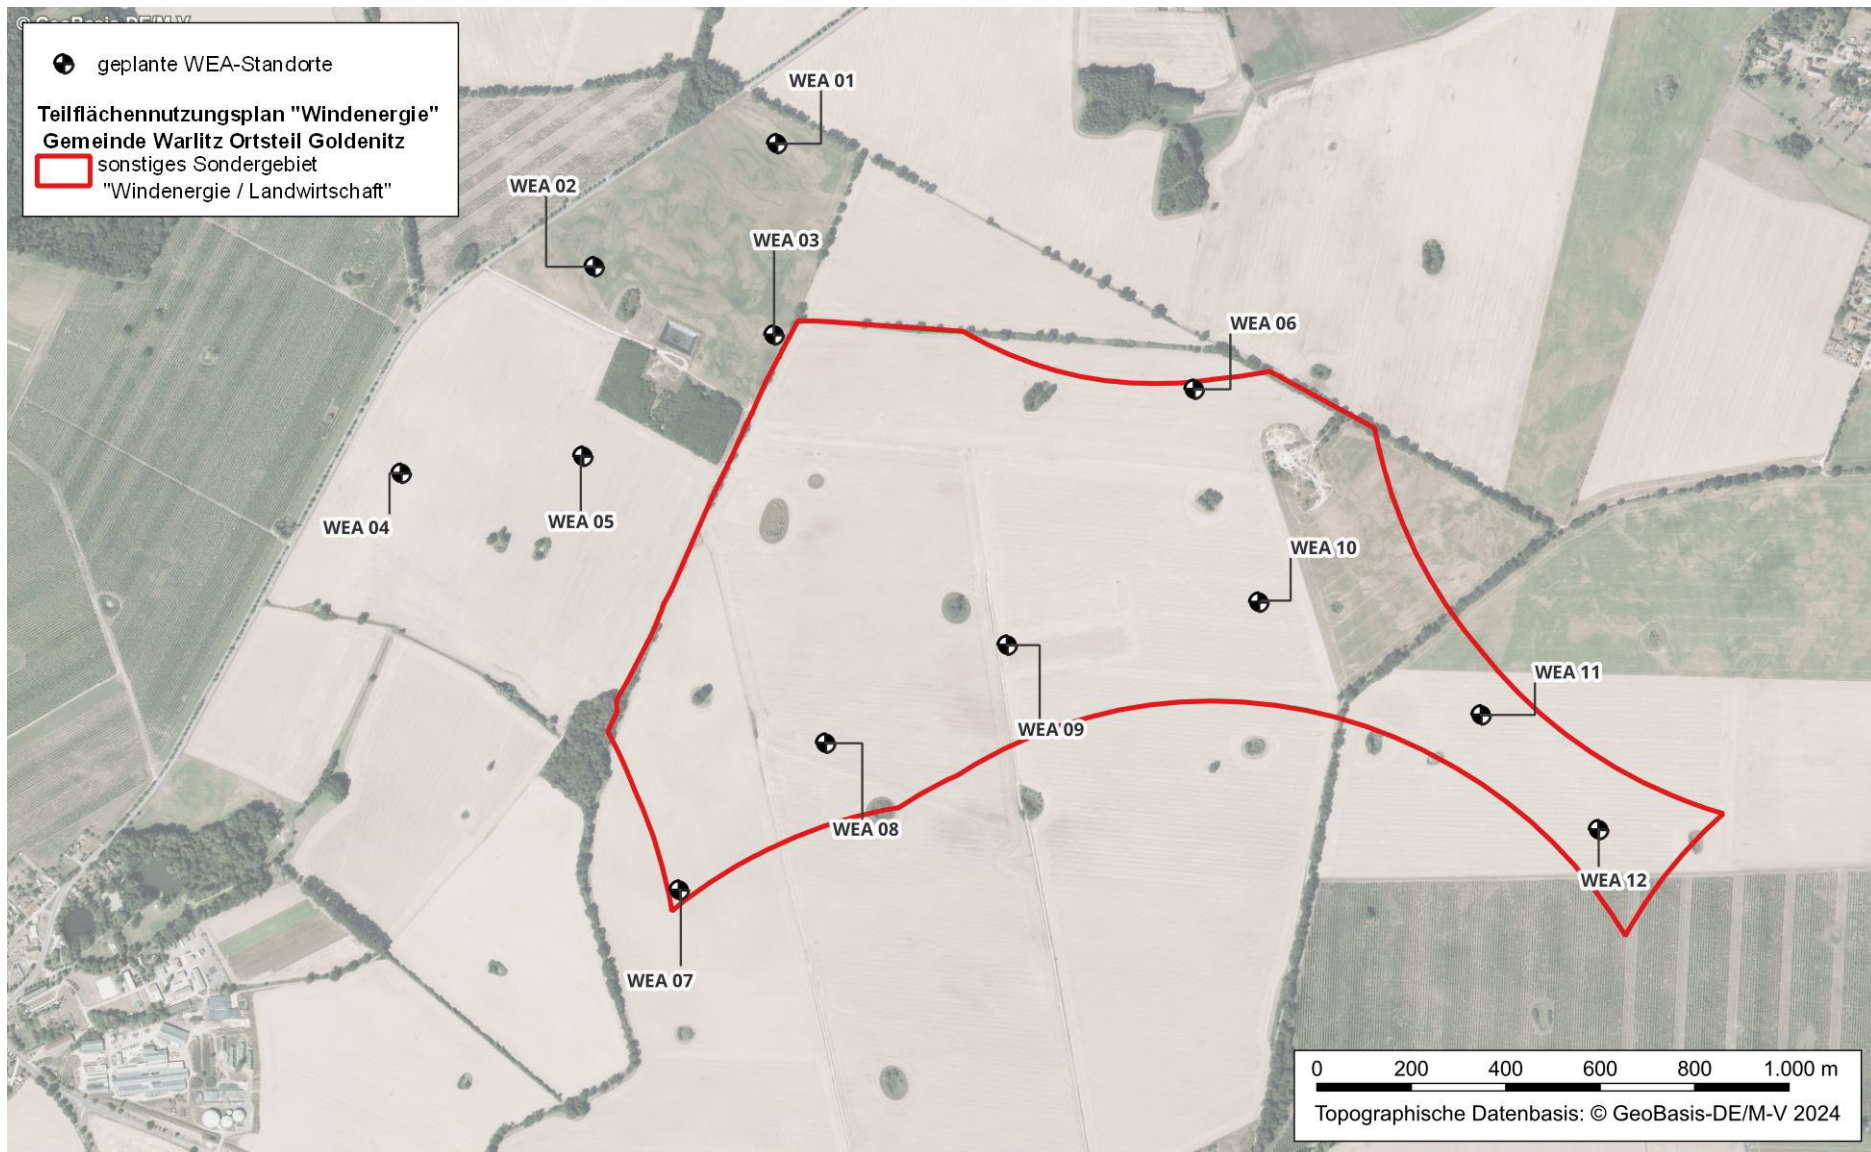 © GeoBasis-DE/M-V
geplante WEA-Standorte
Teilflächennutzungsplan "Windenergie"
Gemeinde Warlitz Ortsteil Goldenitz
sonstiges Sondergebiet
"Windenergie / Landwirtschaft"
WEA 01
WEA 02
WEA 03
WEA 06
WEA 04
WEA 05
WEA 10
WEA 11
WEA 09
WEA 08
WEA 12
WEA 07
0 200 400 600 800 1.000 m
Topographische Datenbasis: © GeoBasis-DE/M-V 2024